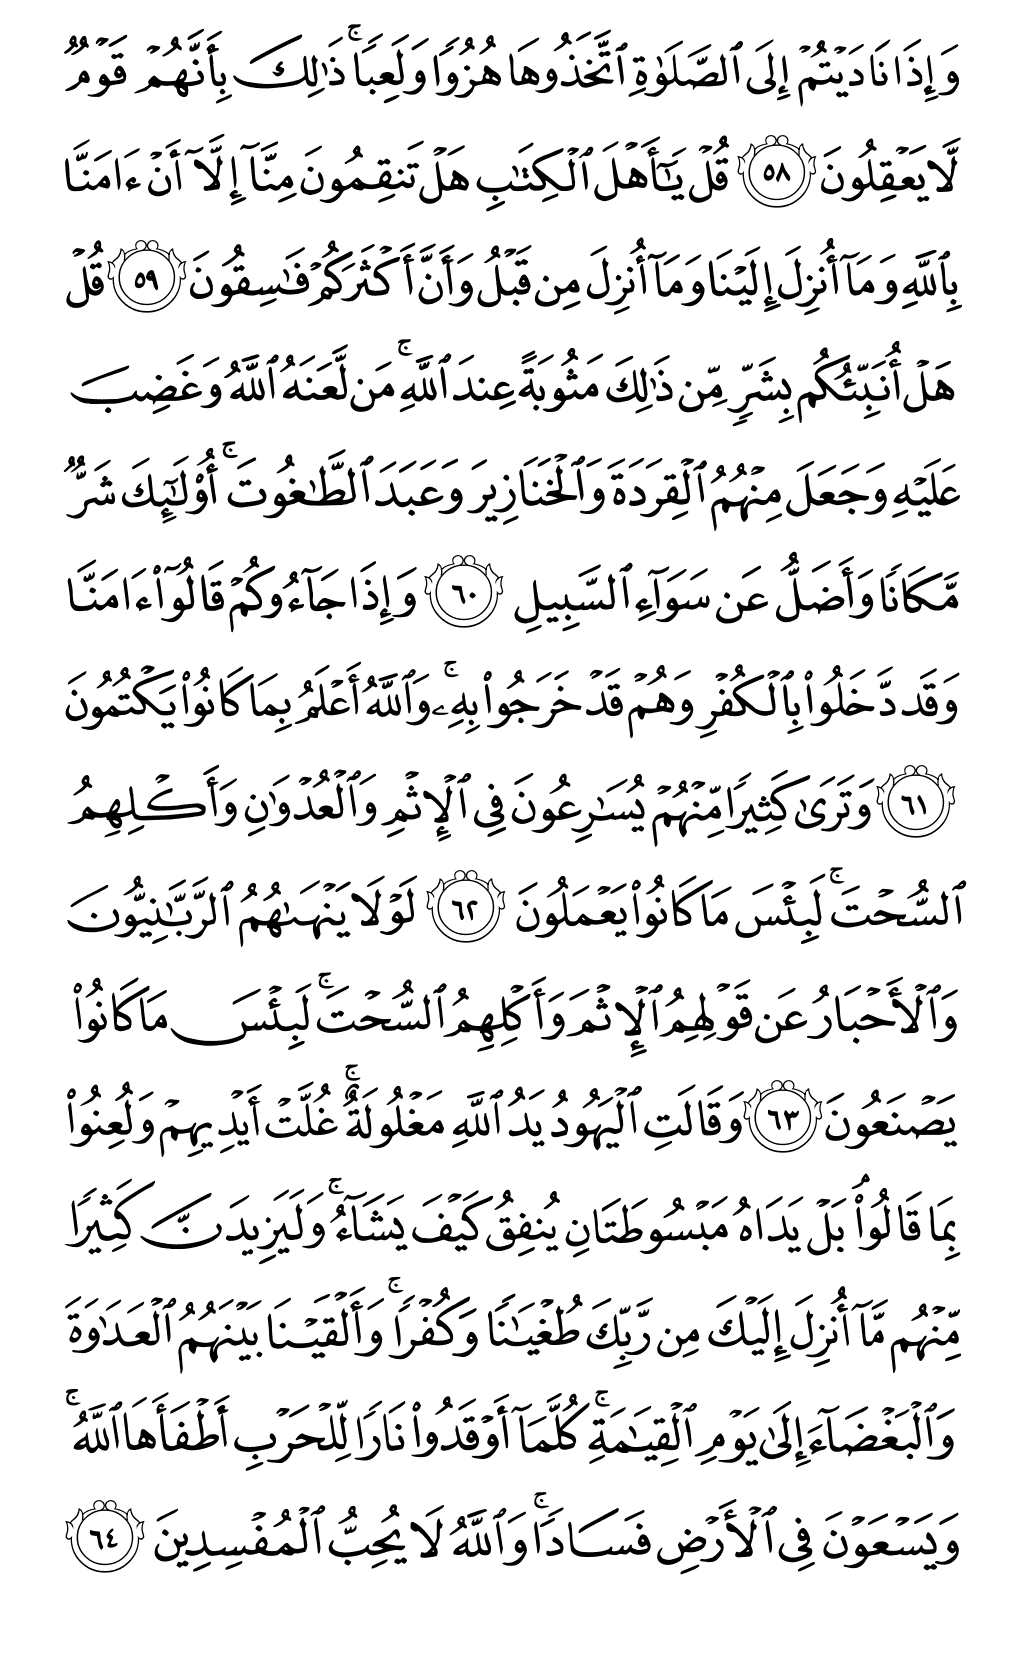 وَإِذَا نَادَيۡتُمۡ إِلَى ٱلصَّلَوٰةِ ٱتَّخَذُوهَا هُزُوٗا وَلَعِبٗاۚ ذَٰلِكَ بِأَنَّهُمۡ قَوۡمٞ
لَّا يَعۡقِلُونَ ٥٨ قُلۡ يَٰٓأَهۡلَ ٱلۡكِتَٰبِ هَلۡ تَنقِمُونَ مِنَّآ إِلَّآ أَنۡ ءَامَنَّا
بِٱللَّهِ وَمَآ أُنزِلَ إِلَيۡنَا وَمَآ أُنزِلَ مِن قَبۡلُ وَأَنَّ أَكۡثَرَكُمۡ فَٰسِقُونَ ٥٩ قُلۡ
هَلۡ أُنَبِّئُكُم بِشَرّٖ مِّن ذَٰلِكَ مَثُوبَةً عِندَ ٱللَّهِۚ مَن لَّعَنَهُ ٱللَّهُ وَغَضِبَ
عَلَيۡهِ وَجَعَلَ مِنۡهُمُ ٱلۡقِرَدَةَ وَٱلۡخَنَازِيرَ وَعَبَدَ ٱلطَّٰغُوتَۚ أُوْلَٰٓئِكَ شَرّٞ
مَّكَانٗا وَأَضَلُّ عَن سَوَآءِ ٱلسَّبِيلِ ٦٠ وَإِذَا جَآءُوكُمۡ قَالُوٓاْ ءَامَنَّا
وَقَد دَّخَلُواْ بِٱلۡكُفۡرِ وَهُمۡ قَدۡ خَرَجُواْ بِهِۦۚ وَٱللَّهُ أَعۡلَمُ بِمَا كَانُواْ يَكۡتُمُونَ
٦١ وَتَرَىٰ كَثِيرٗا مِّنۡهُمۡ يُسَٰرِعُونَ فِي ٱلۡإِثۡمِ وَٱلۡعُدۡوَٰنِ وَأَكۡلِهِمُ
ٱلسُّحۡتَۚ لَبِئۡسَ مَا كَانُواْ يَعۡمَلُونَ ٦٢ لَوۡلَا يَنۡهَىٰهُمُ ٱلرَّبَّٰنِيُّونَ
وَٱلۡأَحۡبَارُ عَن قَوۡلِهِمُ ٱلۡإِثۡمَ وَأَكۡلِهِمُ ٱلسُّحۡتَۚ لَبِئۡسَ مَا كَانُواْ
يَصۡنَعُونَ ٦٣ وَقَالَتِ ٱلۡيَهُودُ يَدُ ٱللَّهِ مَغۡلُولَةٌۚ غُلَّتۡ أَيۡدِيهِمۡ وَلُعِنُواْ
بِمَا قَالُواْۘ بَلۡ يَدَاهُ مَبۡسُوطَتَانِ يُنفِقُ كَيۡفَ يَشَآءُۚ وَلَيَزِيدَنَّ كَثِيرٗا
مِّنۡهُم مَّآ أُنزِلَ إِلَيۡكَ مِن رَّبِّكَ طُغۡيَٰنٗا وَكُفۡرٗاۚ وَأَلۡقَيۡنَا بَيۡنَهُمُ ٱلۡعَدَٰوَةَ
وَٱلۡبَغۡضَآءَ إِلَىٰ يَوۡمِ ٱلۡقِيَٰمَةِۚ كُلَّمَآ أَوۡقَدُواْ نَارٗا لِّلۡحَرۡبِ أَطۡفَأَهَا ٱللَّهُۚ
وَيَسۡعَوۡنَ فِي ٱلۡأَرۡضِ فَسَادٗاۚ وَٱللَّهُ لَا يُحِبُّ ٱلۡمُفۡسِدِينَ ٦٤